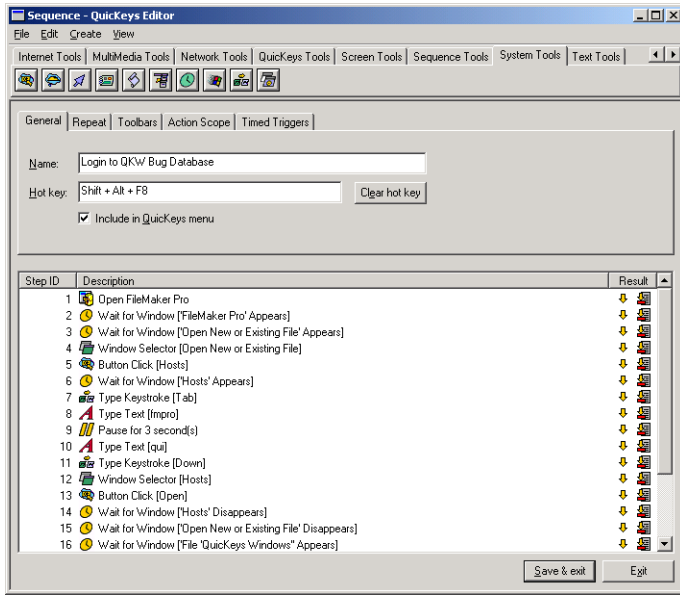 Sequence - QuicKeys Editor
File Edit Create View
Internet Tools MultiMedia Tools Network Tools QuicKeys Tools Screen Tools Sequence Tools System Tools Text Tools
General Repeat Toolbars Action Scope Timed Triggers
Name: Login to QKW Bug Database
Hot key: Shift + Alt + F8 Clear hot key
Include in QuicKeys menu
Step ID Description Result
1 Open FileMaker Pro
2 Wait for Window ['FileMaker Pro' Appears]
3 Wait for Window ['Open New or Existing File' Appears]
4 Window Selector [Open New or Existing File]
5 Button Click [Hosts]
6 Wait for Window ['Hosts' Appears]
7 Type Keystroke [Tab]
8 Type Text [fmpro]
9 Pause for 3 second(s)
10 Type Text [qui]
11 Type Keystroke [Down]
12 Window Selector [Hosts]
13 Button Click [Open]
14 Wait for Window ['Hosts' Disappears]
15 Wait for Window ['Open New or Existing File' Disappears]
16 Wait for Window ['File 'QuicKeys Windows'' Appears]
Save & exit Exit